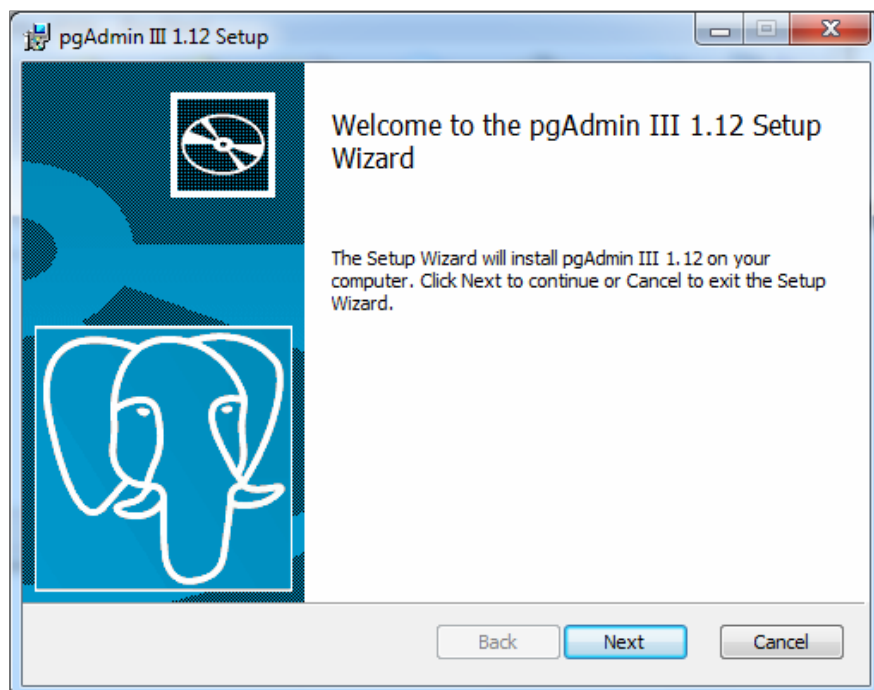 pgAdmin III 1.12 Setup
Welcome to the pgAdmin III 1.12 Setup
Wizard
The Setup Wizard will install pgAdmin III 1.12 on your
computer. Click Next to continue or Cancel to exit the Setup
Wizard.
Back Next Cancel